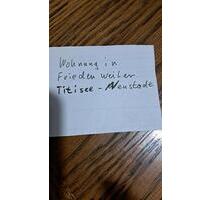 Wohnung in
Friedenweiler
Titisee - Neustadt